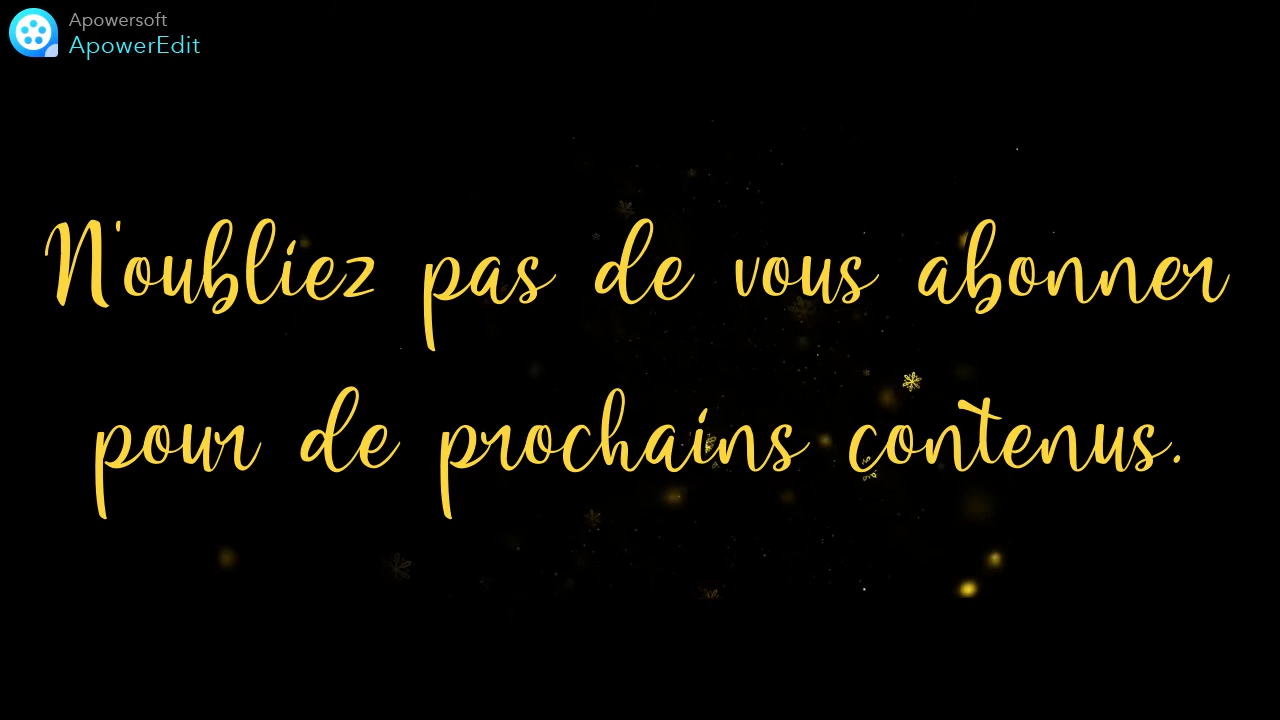 Apowersoft
ApowerEdit
N'oubliez pas de vous abonner
pour de prochains contenus.